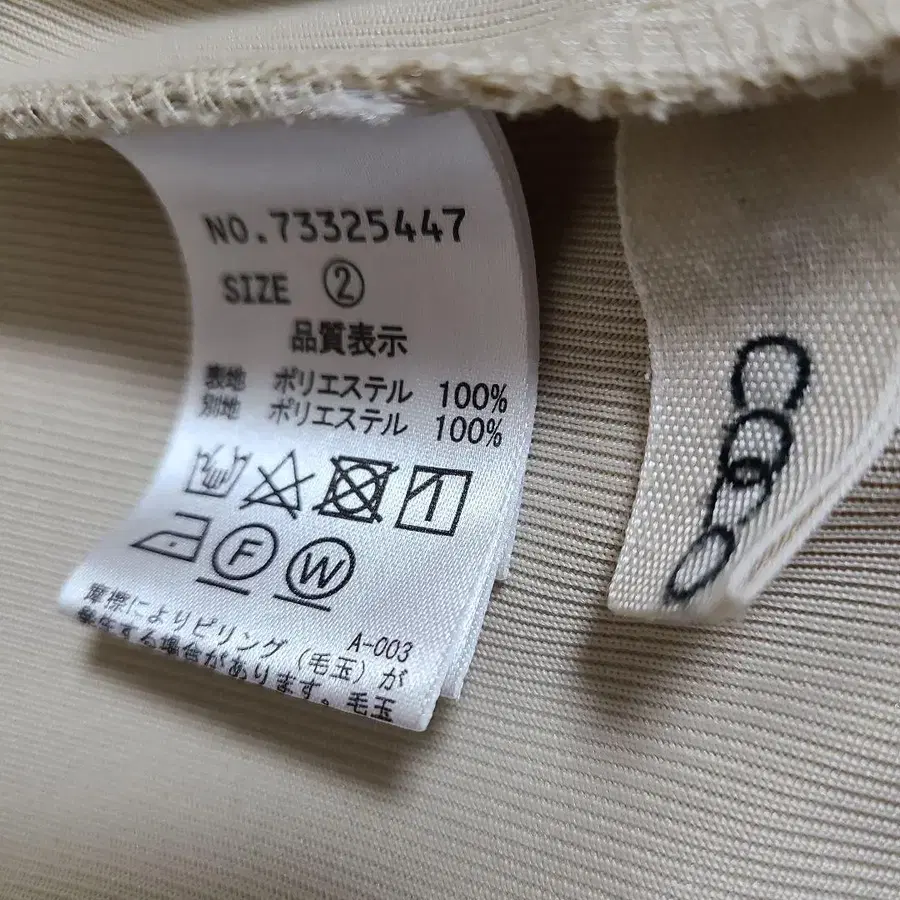 NO.73325447
SIZE ②
品質表示
表地 ポリエステル 100%
別地 ポリエステル 100%
F W
A-003
摩擦によりピリング(毛玉)が
発生する場合があります。毛玉